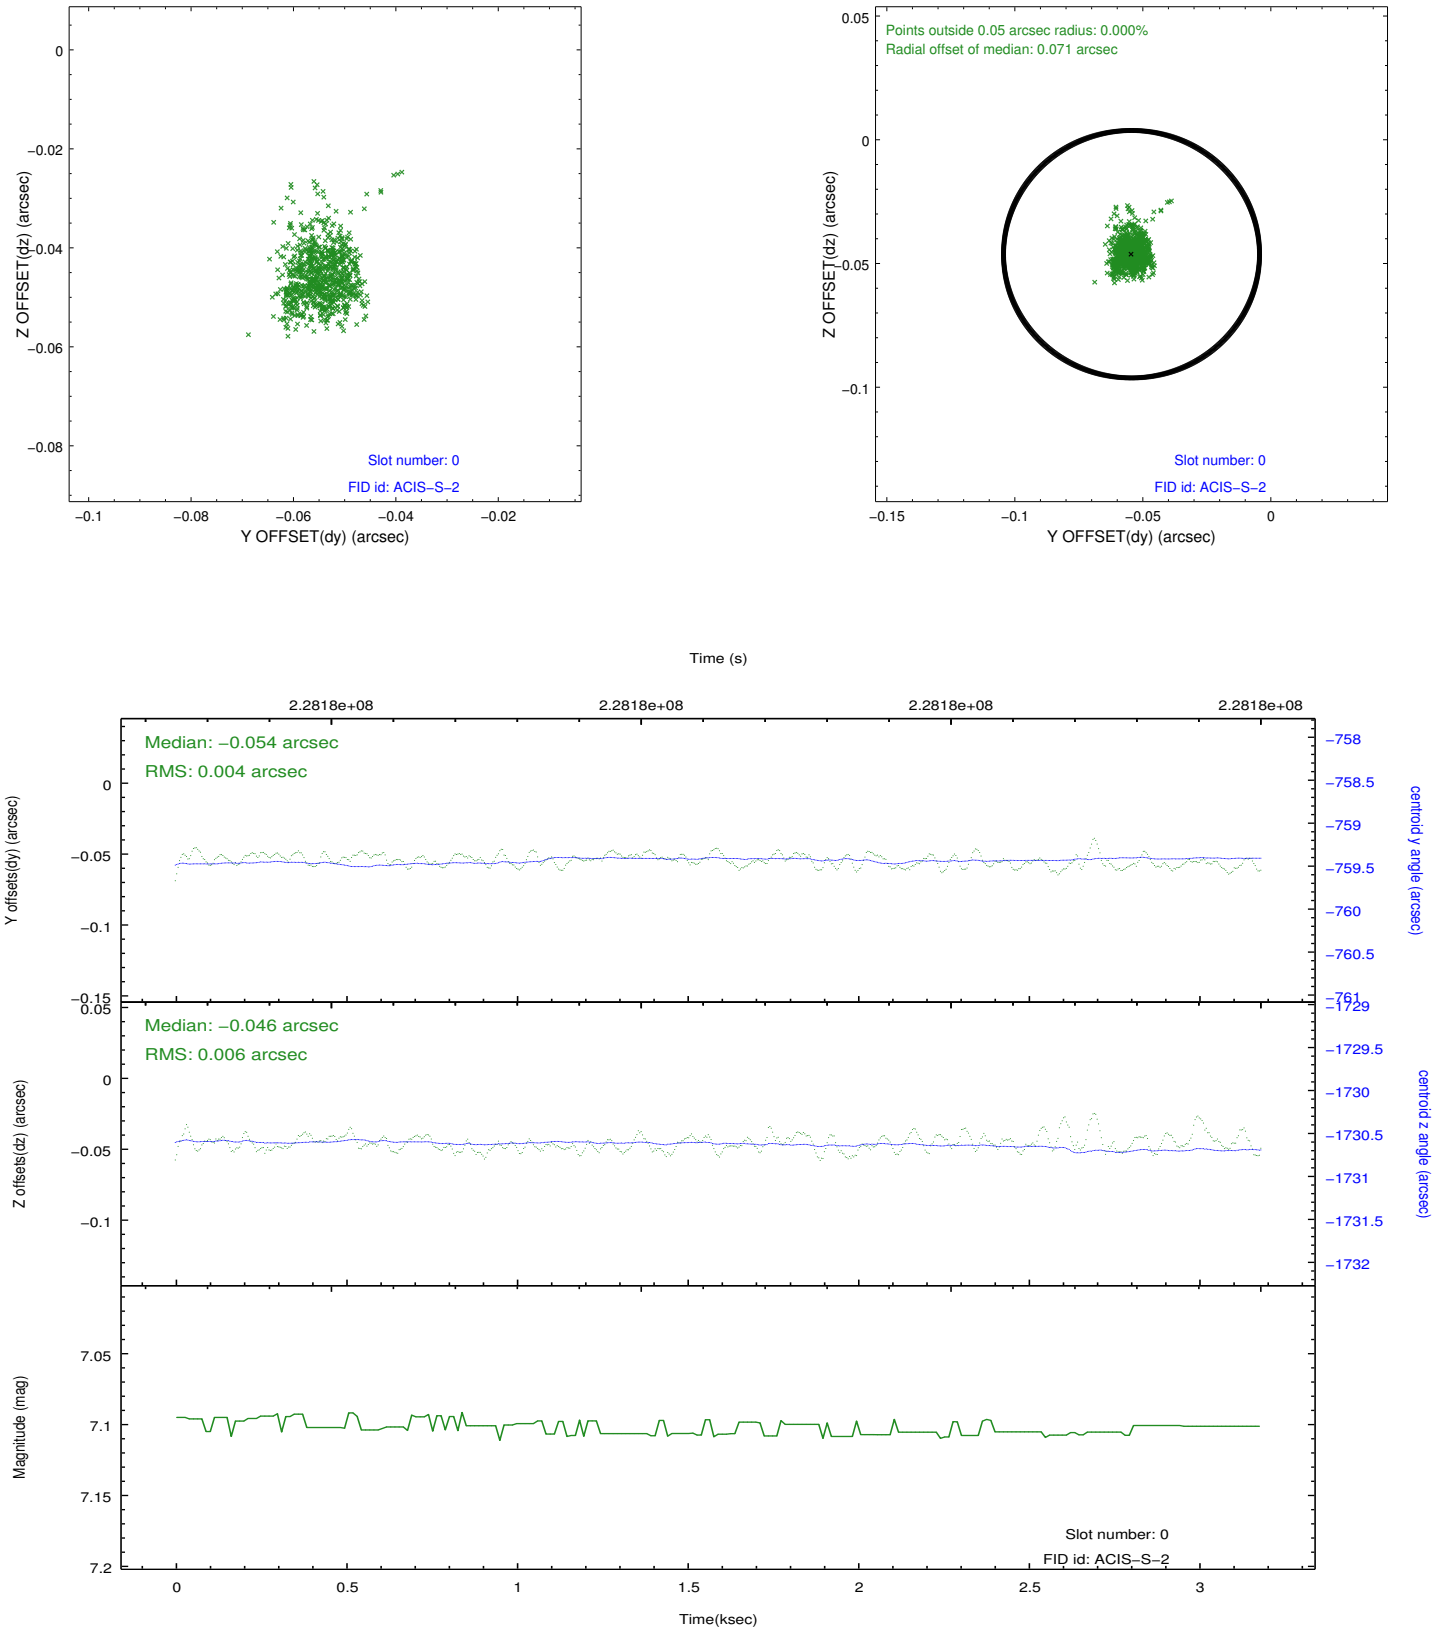 0
−0.02
−0.04
−0.06
−0.08
Z OFFSET(dz) (arcsec)
Slot number: 0
FID id: ACIS−S−2
−0.1
−0.08
−0.06
−0.04
−0.02
Y OFFSET(dy) (arcsec)
0.05
0
−0.05
−0.1
Z OFFSET(dz) (arcsec)
Points outside 0.05 arcsec radius: 0.000%
Radial offset of median: 0.071 arcsec
Slot number: 0
FID id: ACIS−S−2
−0.15
−0.1
−0.05
0
Y OFFSET(dy) (arcsec)
Time (s)
2.2818e+08
2.2818e+08
2.2818e+08
2.2818e+08
Median: −0.054 arcsec
RMS: 0.004 arcsec
0
−0.05
−0.1
−0.15
Y offsets(dy) (arcsec)
−758
−758.5
−759
−759.5
−760
−760.5
−761
centroid y angle (arcsec)
Median: −0.046 arcsec
RMS: 0.006 arcsec
0.05
0
−0.05
−0.1
Z offsets(dz) (arcsec)
−1729
−1729.5
−1730
−1730.5
−1731
−1731.5
−1732
centroid z angle (arcsec)
7.05
7.1
7.15
7.2
Magnitude (mag)
Slot number: 0
FID id: ACIS−S−2
0
0.5
1
1.5
2
2.5
3
Time(ksec)